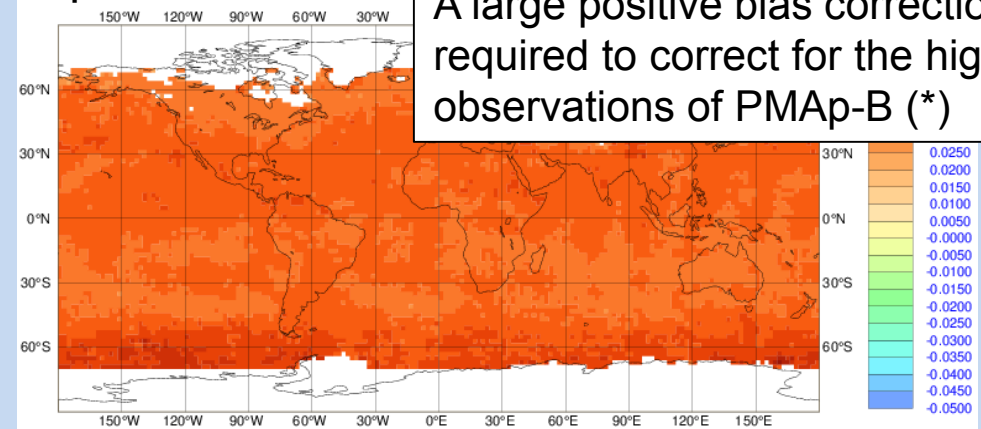 A large positive bias
required to correct for the
observations of PMAp-B (*)
150°W 120°W 90°W 60°W 30°W
60°N
30°N 30°N
0°N 0°N
30°S 30°S
60°S 60°S
150°W 120°W 90°W 60°W 30°W 0°E 30°E 60°E 90°E 120°E 150°E
0.0250
0.0200
0.0150
0.0100
0.0050
-0.0000
-0.0050
-0.0100
-0.0150
-0.0200
-0.0250
-0.0300
-0.0350
-0.0400
-0.0450
-0.0500